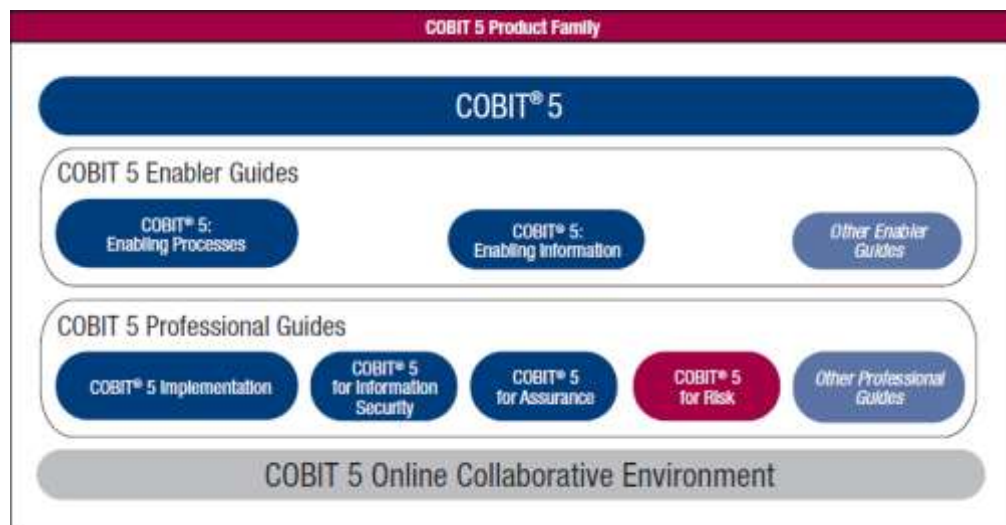 COBIT 5 Product Family
COBIT® 5
COBIT 5 Enabler Guides
COBIT® 5:
Enabling Processes
COBIT® 5:
Enabling Information
Other Enabler
Guides
COBIT 5 Professional Guides
COBIT® 5 Implementation
COBIT® 5
for Information
Security
COBIT® 5
for Assurance
COBIT® 5
for Risk
Other Professional
Guides
COBIT 5 Online Collaborative Environment